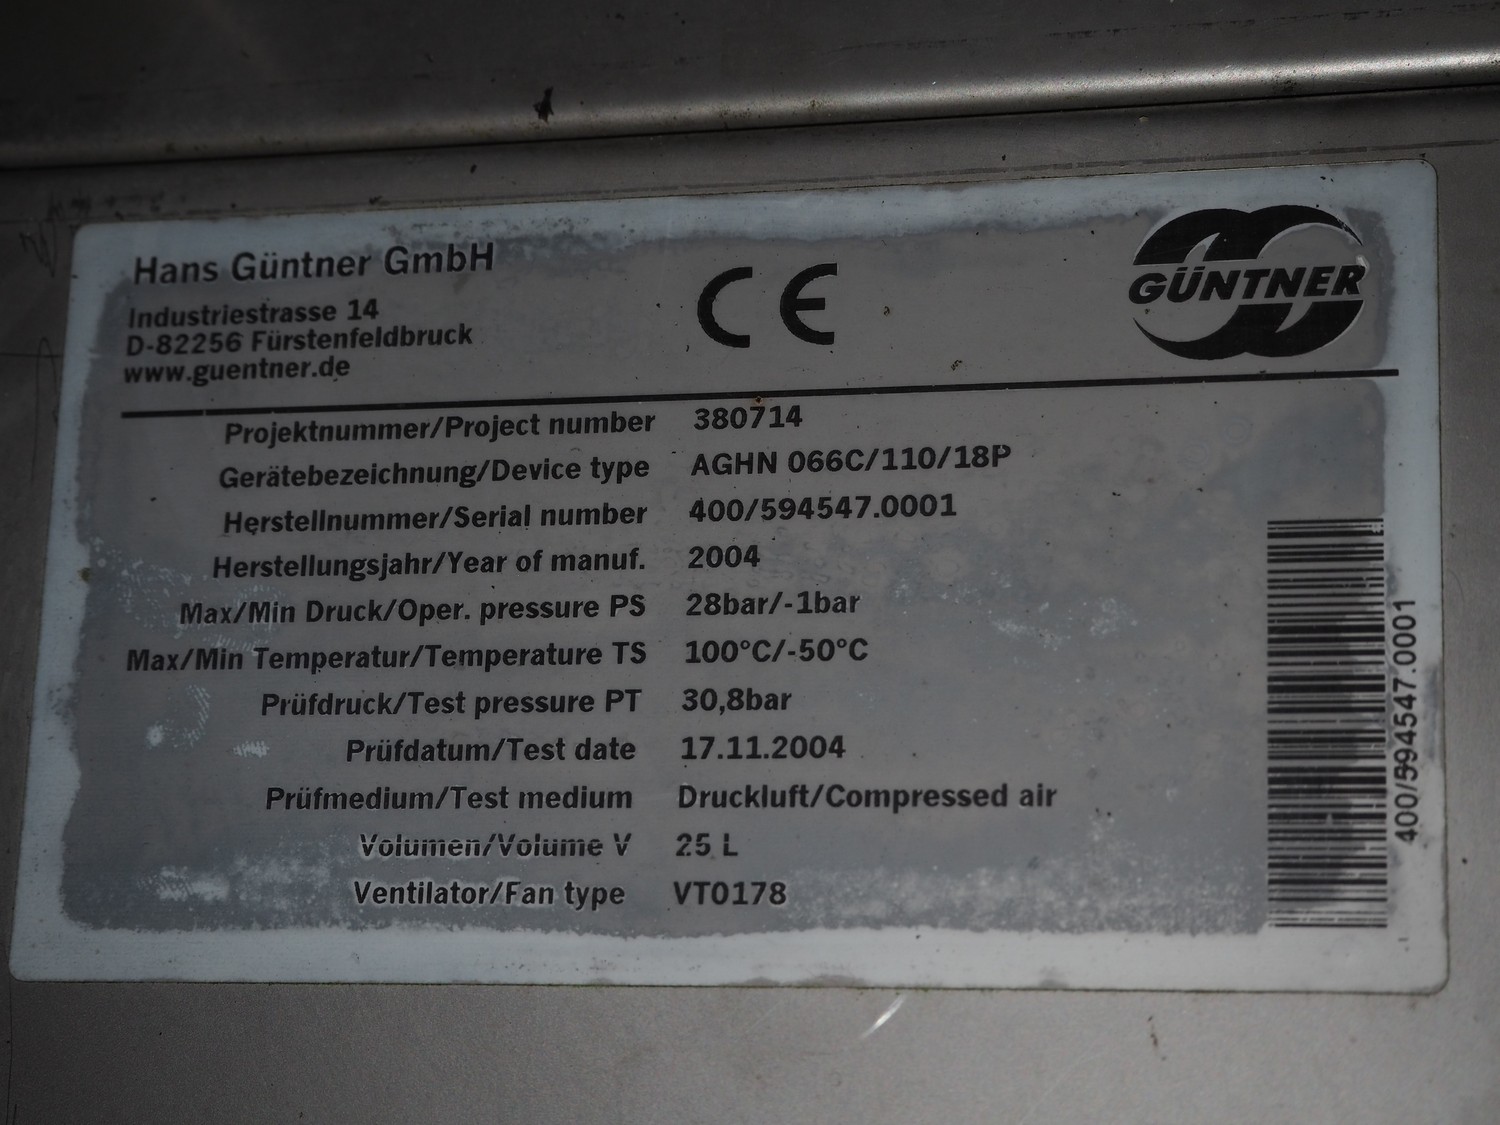 Hans Güntner GmbH
Industriestrasse 14
D-82256 Fürstenfeldbruck
www.guentner.de
CE
GÜNTNER
Projektnummer/Project number 380714
Gerätebezeichnung/Device type AGHN 066C/110/18P
Herstellnummer/Serial number 400/594547.0001
Herstellungsjahr/Year of manuf. 2004
Max/Min Druck/Oper. pressure PS 28bar/-1bar
Max/Min Temperatur/Temperature TS 100°C/-50°C
Prüfdruck/Test pressure PT 30,8bar
Prüfdatum/Test date 17.11.2004
Prüfmedium/Test medium Druckluft/Compressed air
Volumen/Volume V 25 L
Ventilator/Fan type VT0178
400/594547.0001